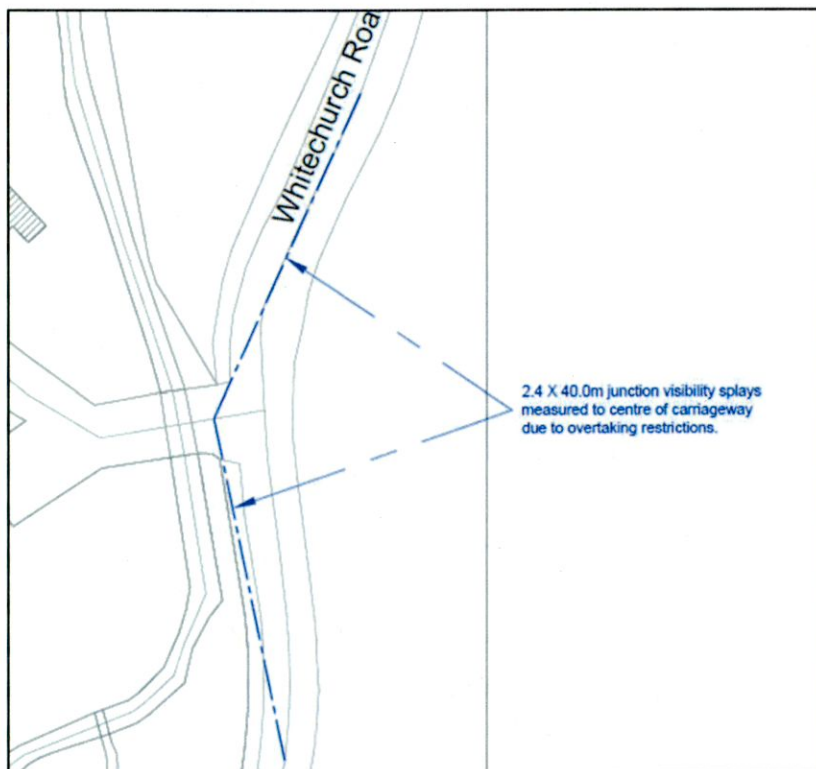 Whitechurch Roa
2.4 X 40.0m junction visibility splays
measured to centre of carriageway
due to overtaking restrictions.